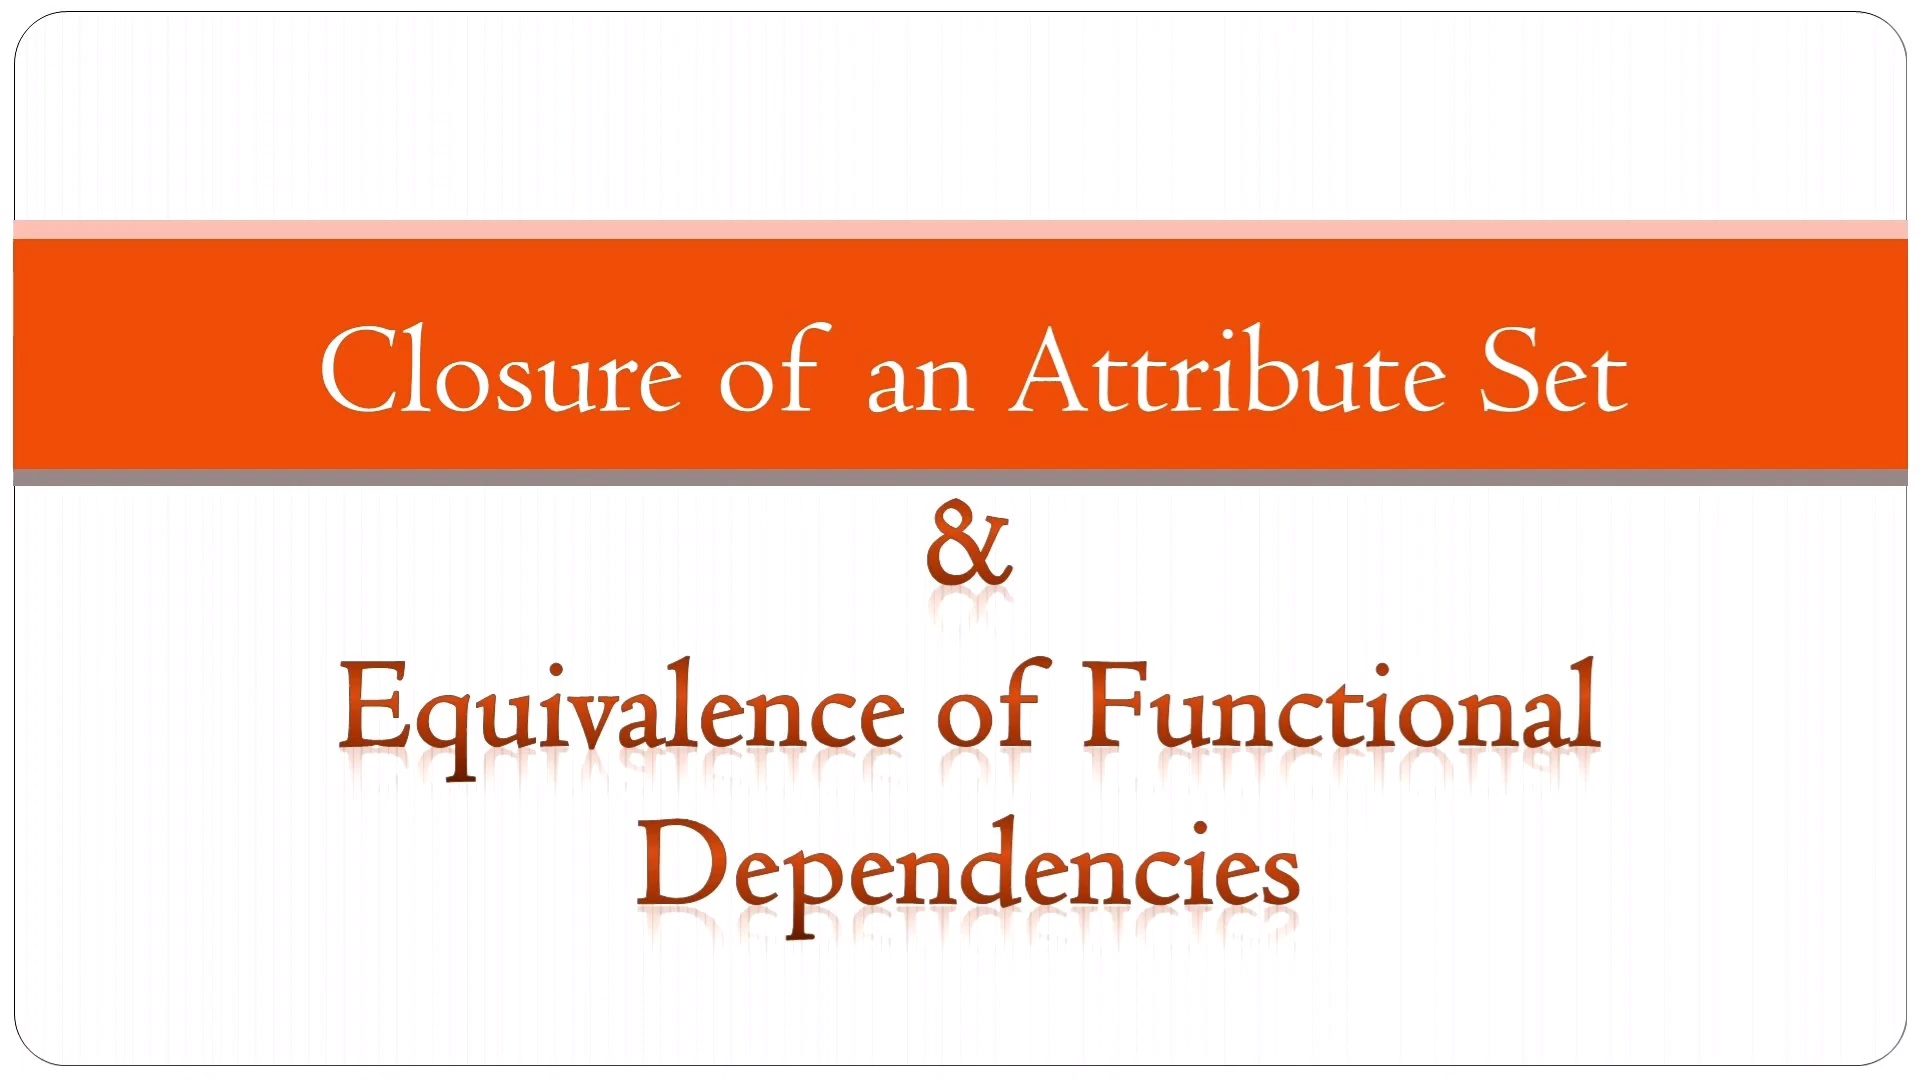 Closure of an Attribute Set
&
Equivalence of Functional
Dependencies